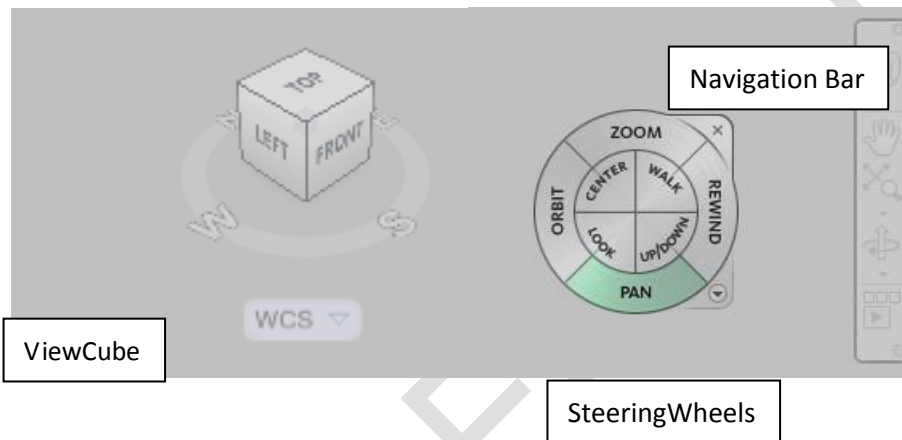 Navigation Bar
TOP
LEFT
FRONT
N
E
W
S
WCS
ZOOM
CENTER
WALK
ORBIT
REWIND
LOOK
UP/DOWN
PAN
ViewCube
SteeringWheels